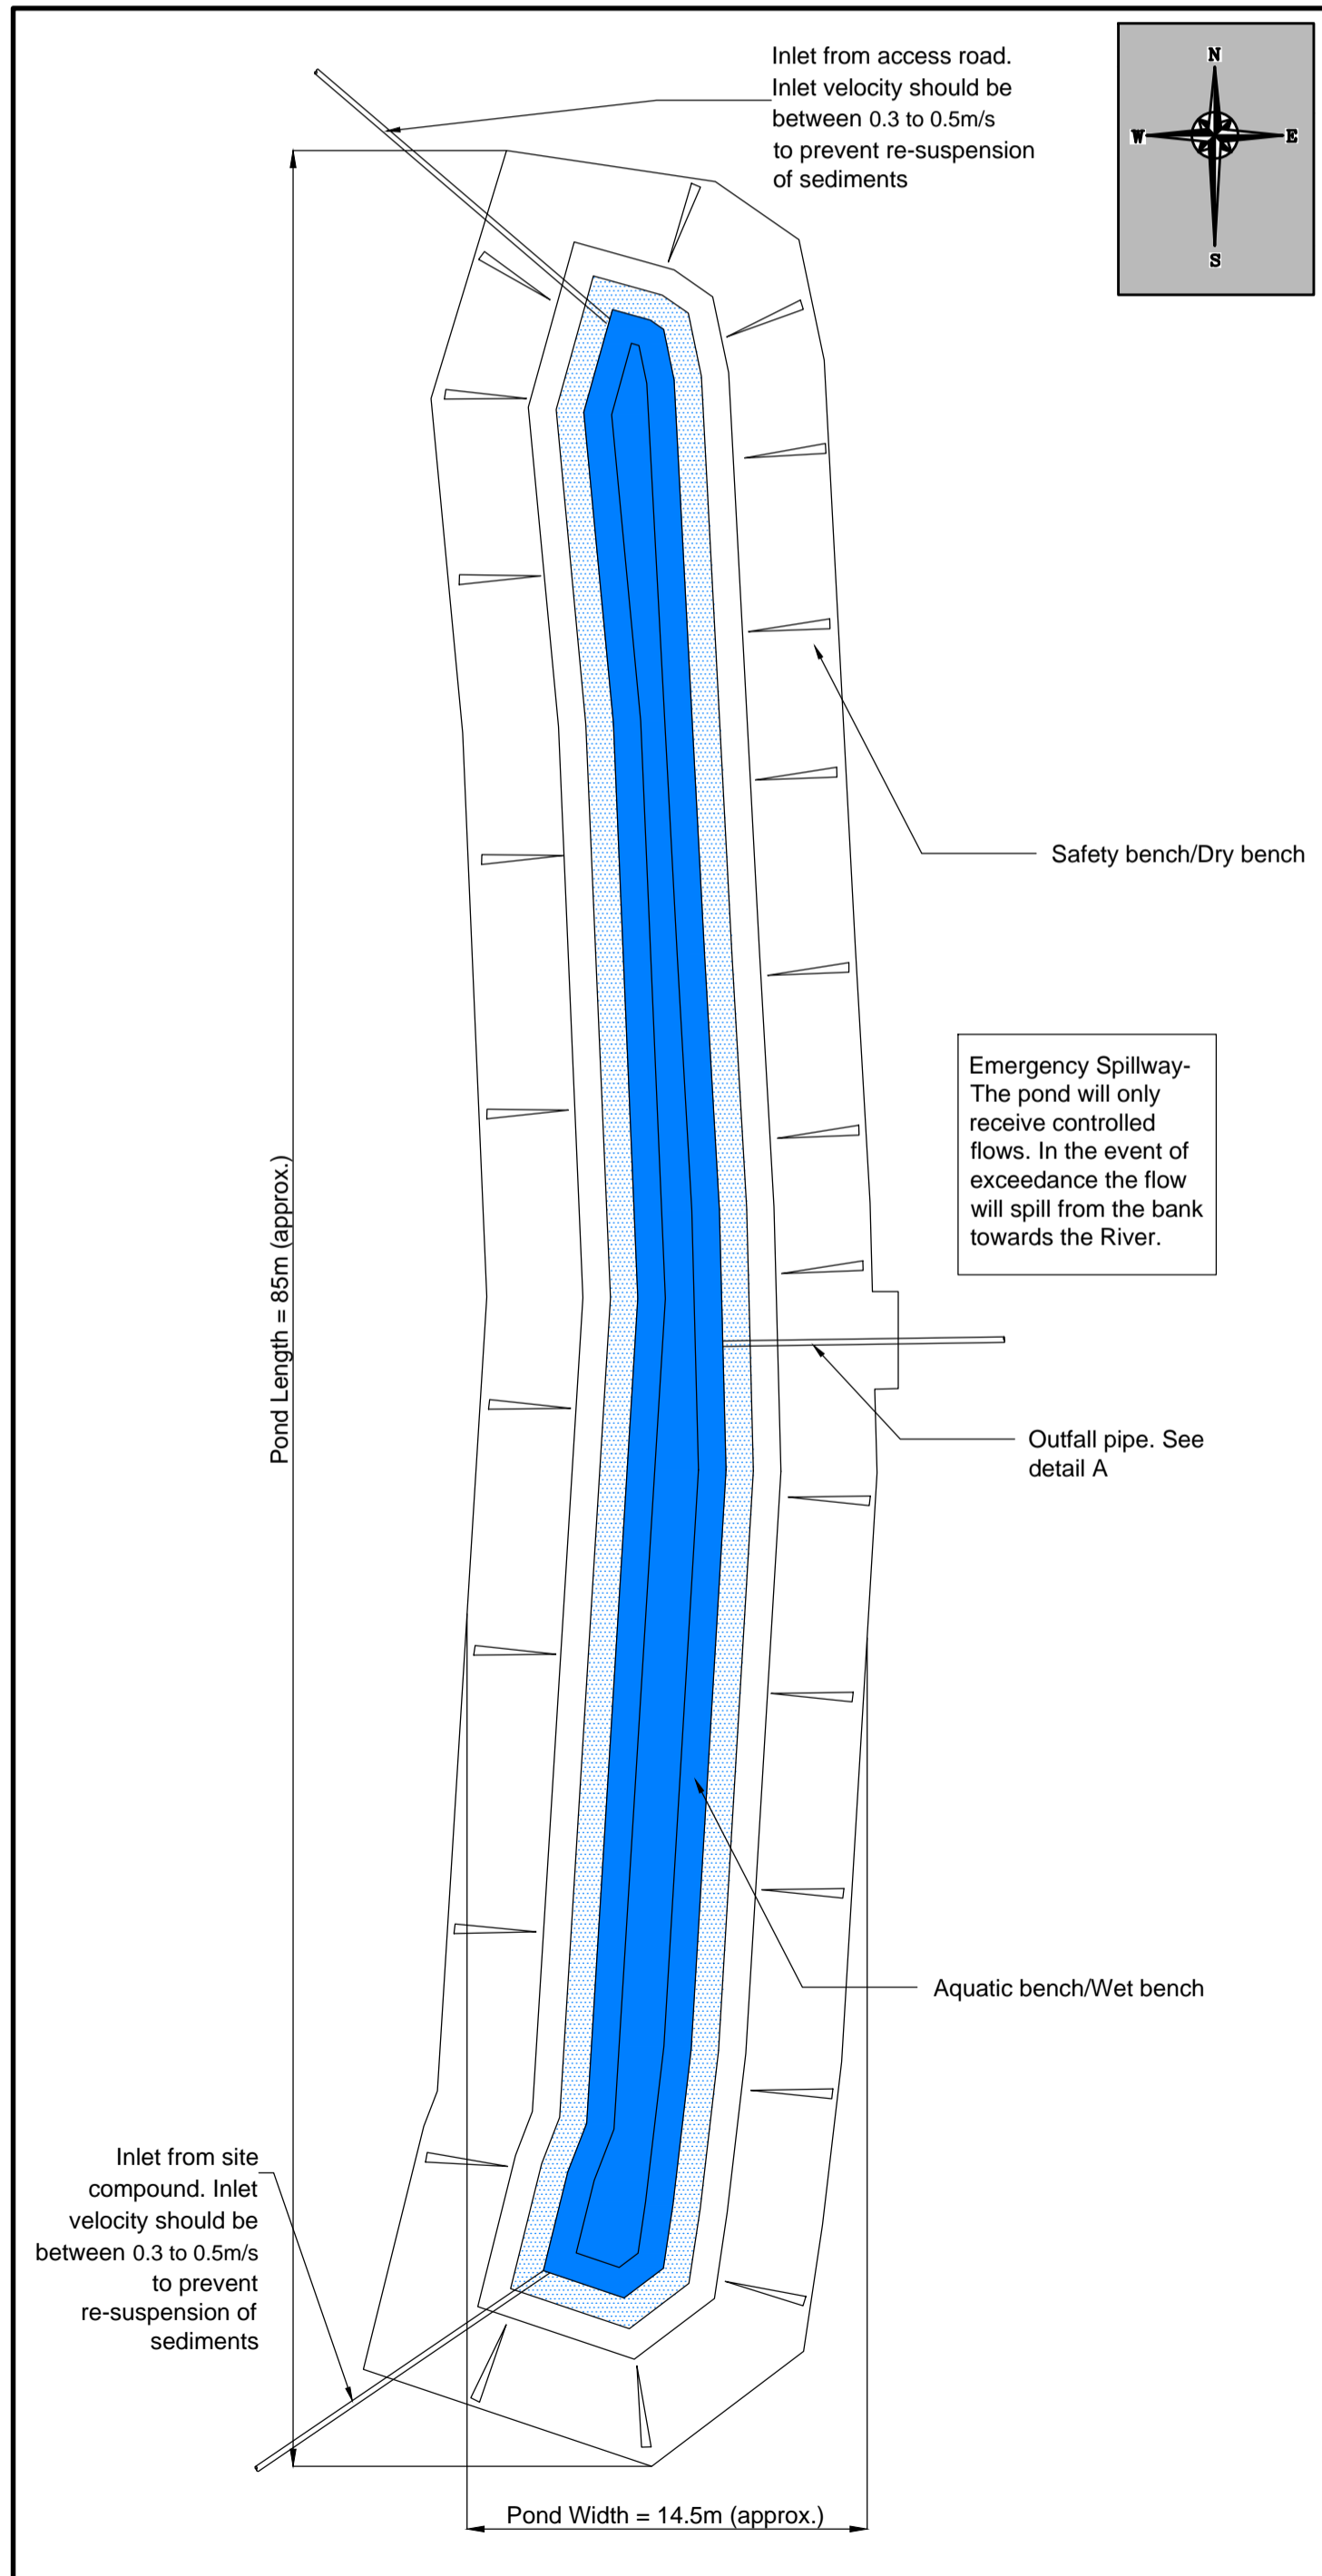 Inlet from access road.
Inlet velocity should be
between 0.3 to 0.5m/s
to prevent re-suspension
of sediments
N
W
E
S
Safety bench/Dry bench
Emergency Spillway-
The pond will only
receive controlled
flows. In the event of
exceedance the flow
will spill from the bank
towards the River.
Pond Length = 85m (approx.)
Outfall pipe. See
detail A
Aquatic bench/Wet bench
Inlet from site
compound. Inlet
velocity should be
between 0.3 to 0.5m/s
to prevent
re-suspension of
sediments
Pond Width = 14.5m (approx.)